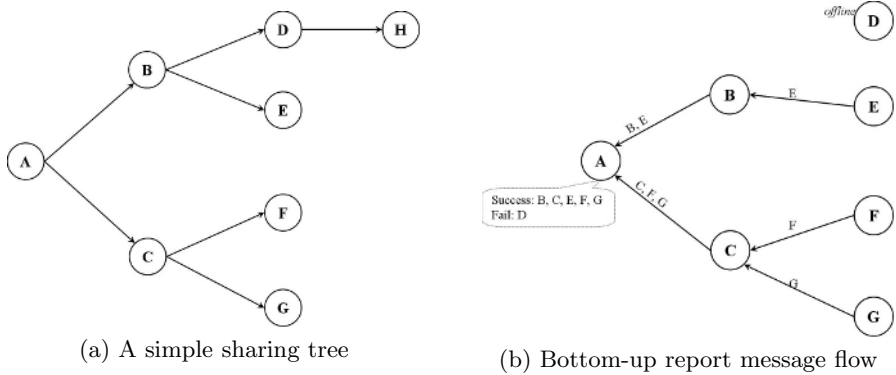 A
B
C
D
E
F
G
H
(a) A simple sharing tree
offline
D
B
E
E
B, E
A
Success: B, C, E, F, G
Fail: D
C, F, G
F
F
C
G
G
(b) Bottom-up report message flow